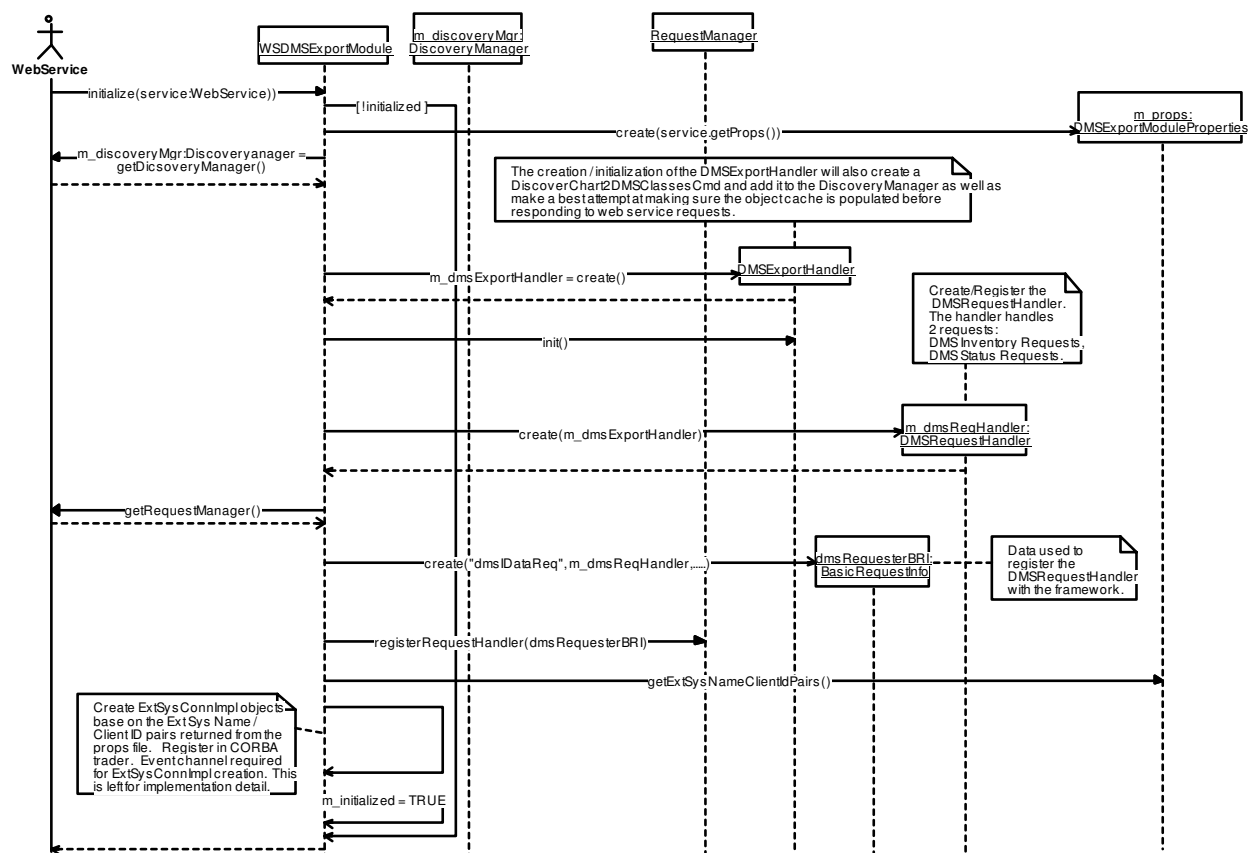 WebService
WSDMSExportModule
m_discoveryMgr:
DiscoveryManager
RequestManager
initialize(service:WebService))
[ !initialized ]
create(service.getProps())
m_props:
DMSExportModuleProperties
m_discoveryMgr:Discoveryanager =
getDicsoveryManager()
The creation / initialization of the DMSExportHandler will also create a
DiscoverChart2DMSClassesCmd and add it to the DiscoveryManager as well as
make a best attempt at making sure the object cache is populated before
responding to web service requests.
m_dmsExportHandler = create()
DMSExportHandler
Create/Register the
DMSRequestHandler.
The handler handles
2 requests:
DMS Inventory Requests,
DMS Status Requests.
init()
create(m_dmsExportHandler)
m_dmsReqHandler:
DMSRequestHandler
getRequestManager()
create("dmsIDataReq", m_dmsReqHandler,.....)
dmsRequesterBRI:
BasicRequestInfo
Data used to
register the
DMSRequestHandler
with the framework.
registerRequestHandler(dmsRequesterBRI)
getExtSysNameClientIdPairs()
Create ExtSysConnImpl objects
base on the Ext Sys Name /
Client ID pairs returned from the
props file. Register in CORBA
trader. Event channel required
for ExtSysConnImpl creation. This
is left for implementation detail.
m_initialized = TRUE